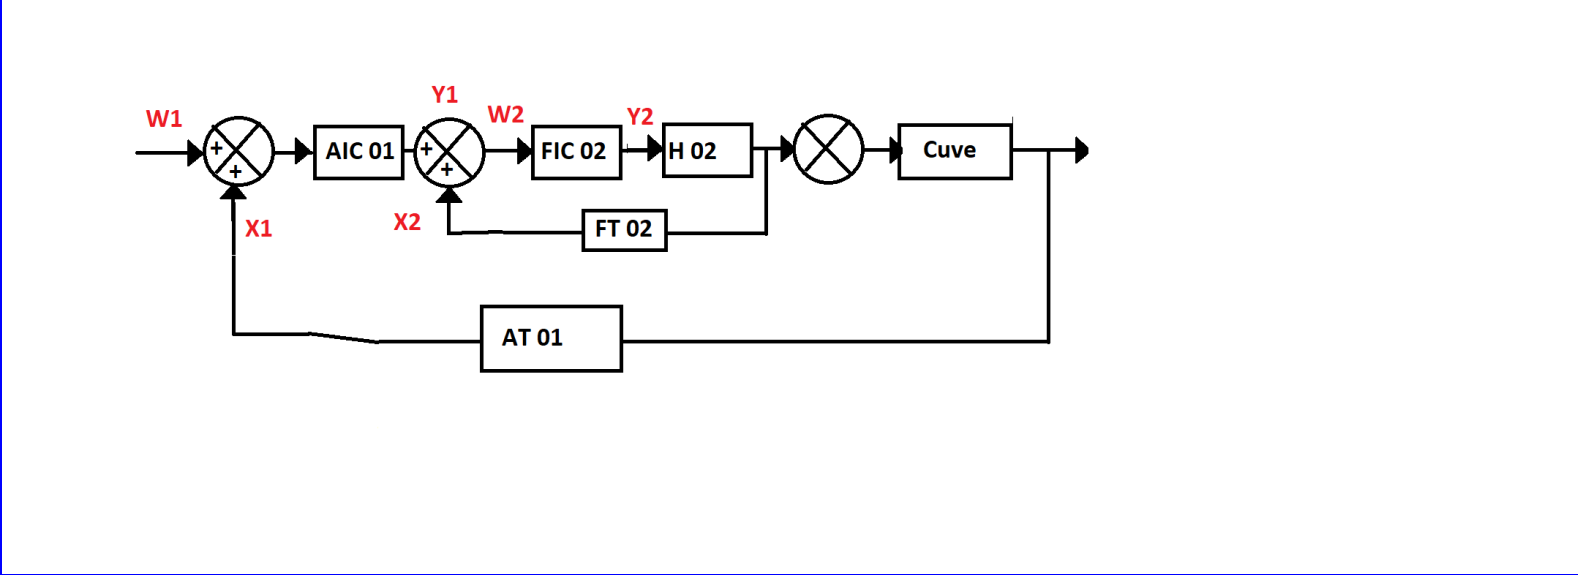 Y1
W1
W2
Y2
+
AIC 01
+
FIC 02
H 02
Cuve
+
+
X1
X2
FT 02
AT 01